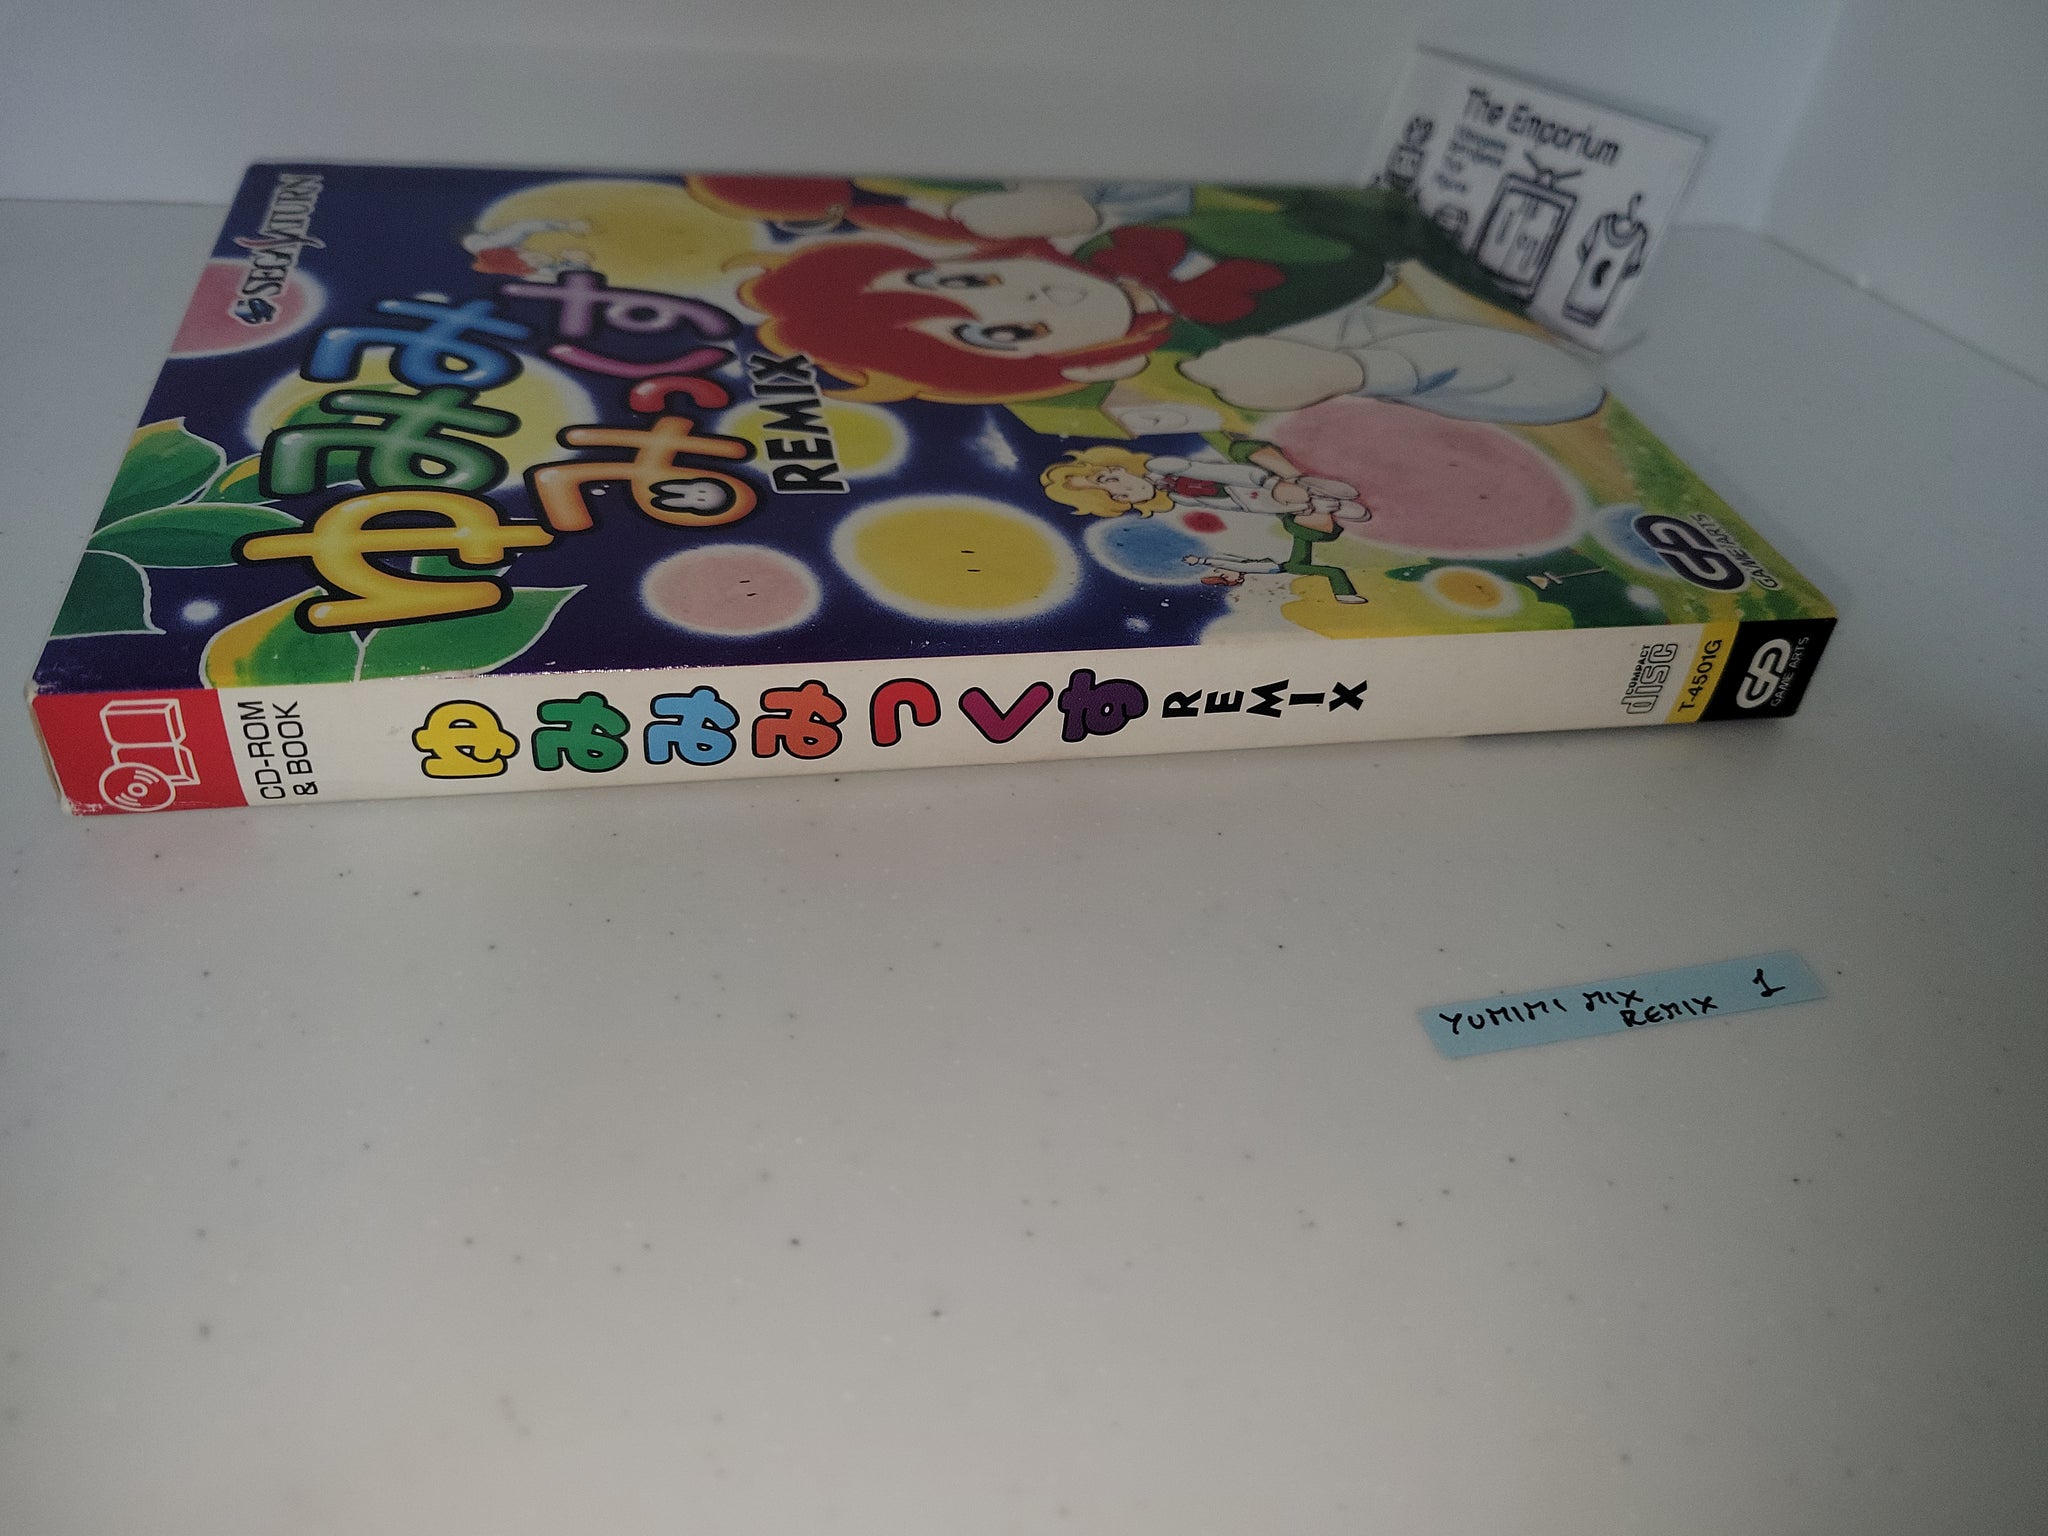 SEGA SATURN
ゆみみ
みっくす
REMIX
GAME ARTS
CD-ROM
& BOOK
ゆみみみっくす REMIX
COMPACT
disc
T-4501G
GAME ARTS
The Emporium
YUMIMI MIX
REMIX 1